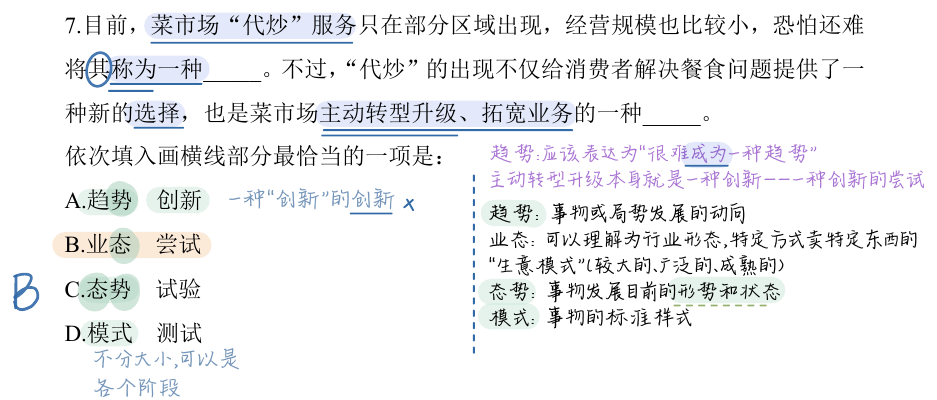 7.目前，菜市场“代炒”服务只在部分区域出现，经营规模也比较小，恐怕还难
将其称为一种_____。不过，“代炒”的出现不仅给消费者解决餐食问题提供了一
种新的选择，也是菜市场主动转型升级、拓宽业务的一种_____。
依次填入画横线部分最恰当的一项是：
A.趋势 创新
一种“创新”的创新 ×
B.业态 尝试
C.态势 试验
B
D.模式 测试
不分大小,可以是
各个阶段
趋势:应该表达为“很难成为一种趋势”
主动转型升级本身就是一种创新---一种创新的尝试
趋势: 事物或局势发展的动向
业态: 可以理解为行业形态,特定方式卖特定东西的
“生意模式”(较大的、广泛的、成熟的)
态势: 事物发展目前的形势和状态
模式: 事物的标准样式